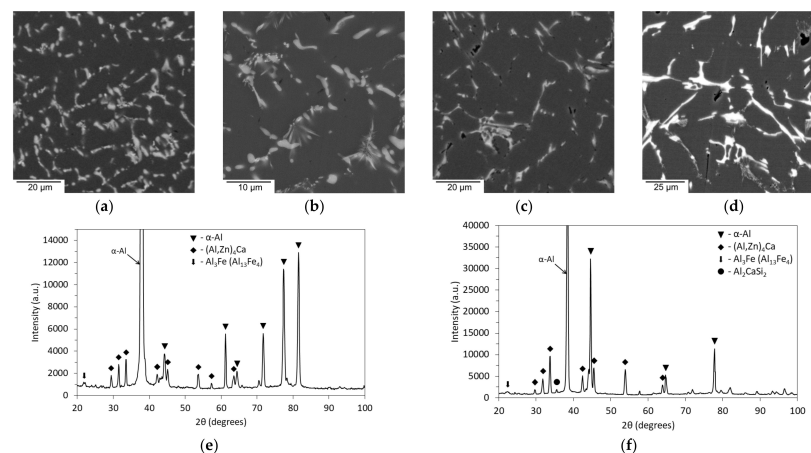 20 µm
10 µm
20 µm
25 µm
(a)
(b)
(c)
(d)
14000
12000
10000
8000
6000
4000
2000
0
Intensity (a.u.)
α-Al
▼ - α-Al
◆ - (Al,Zn)₄Ca
⬇ - Al₃Fe (Al₁₃Fe₄)
20 30 40 50 60 70 80 90 100
2θ (degrees)
(e)
40000
35000
30000
25000
20000
15000
10000
5000
0
Intensity (a.u.)
α-Al
▼ - α-Al
◆ - (Al,Zn)₄Ca
⬇ - Al₃Fe (Al₁₃Fe₄)
● - Al₂CaSi₂
20 30 40 50 60 70 80 90 100
2θ (degrees)
(f)